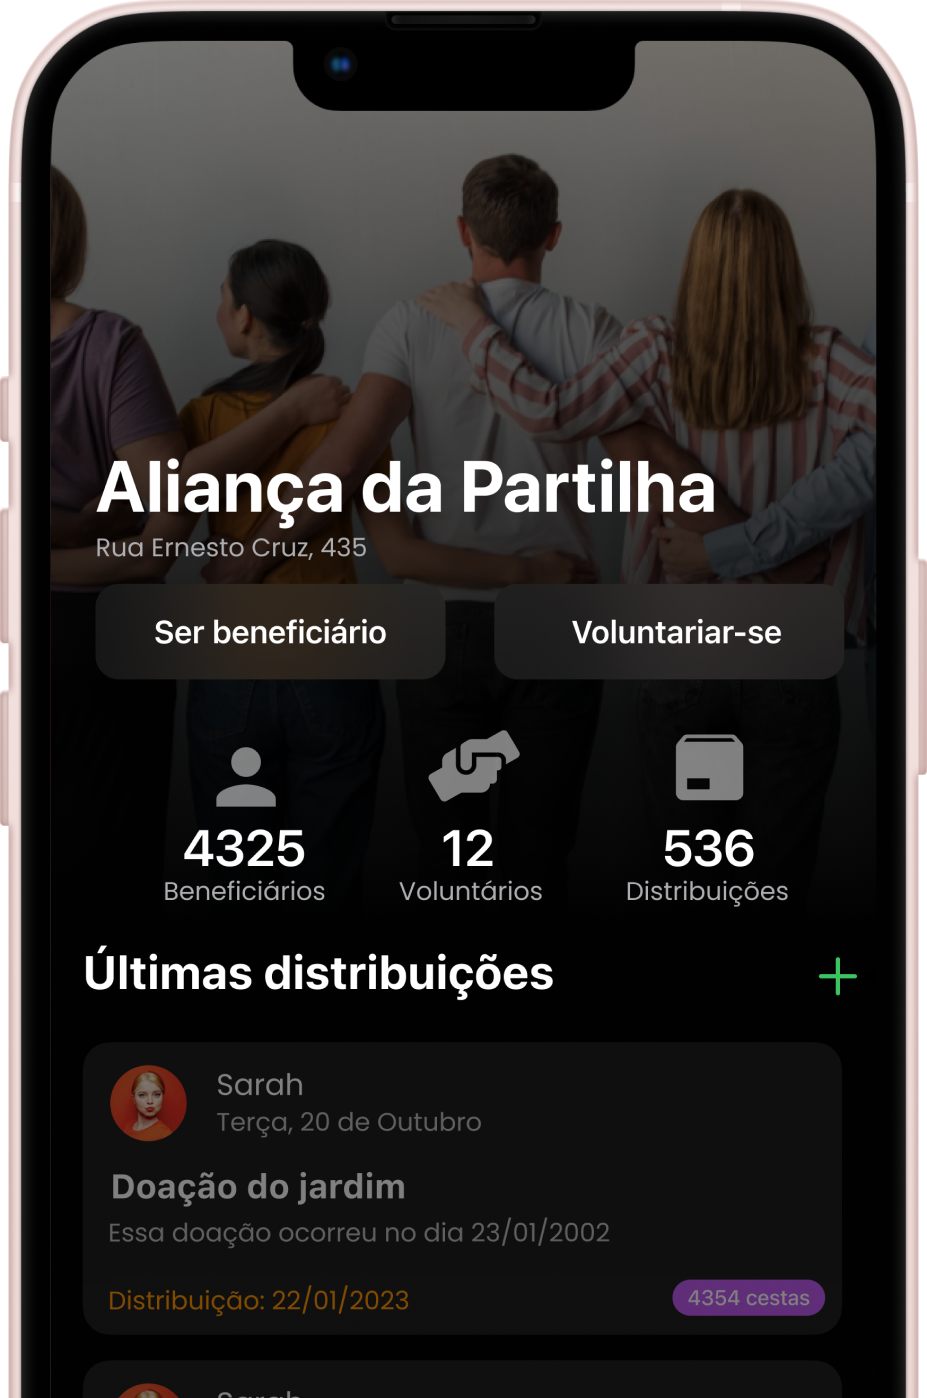 Aliança da Partilha
Rua Ernesto Cruz, 435
Ser beneficiário
Voluntariar-se
4325
Beneficiários
12
Voluntários
536
Distribuições
Últimas distribuições
Sarah
Terça, 20 de Outubro
Doação do jardim
Essa doação ocorreu no dia 23/01/2002
Distribuição: 22/01/2023
4354 cestas
Sarah